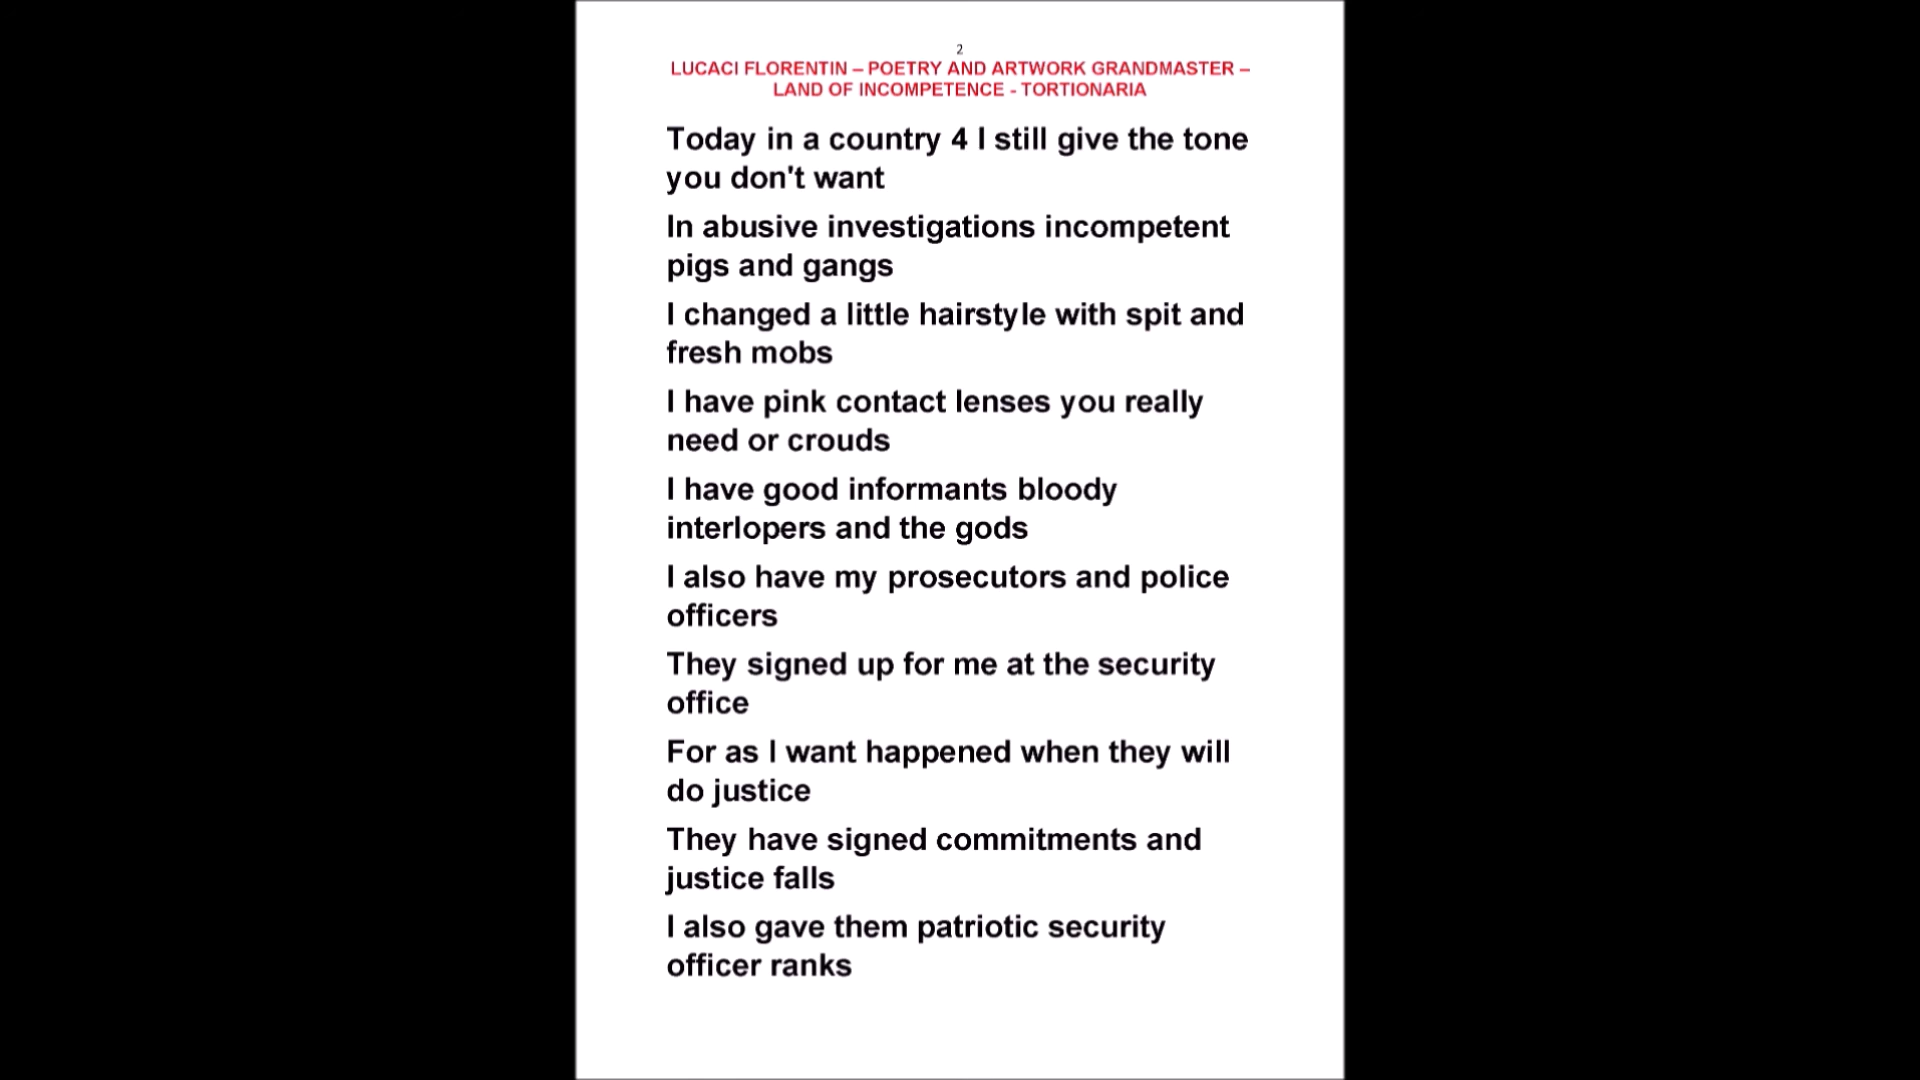 2
LUCACI FLORENTIN – POETRY AND ARTWORK GRANDMASTER –
LAND OF INCOMPETENCE - TORTIONARIA
Today in a country 4 I still give the tone
you don't want
In abusive investigations incompetent
pigs and gangs
I changed a little hairstyle with spit and
fresh mobs
I have pink contact lenses you really
need or crouds
I have good informants bloody
interlopers and the gods
I also have my prosecutors and police
officers
They signed up for me at the security
office
For as I want happened when they will
do justice
They have signed commitments and
justice falls
I also gave them patriotic security
officer ranks